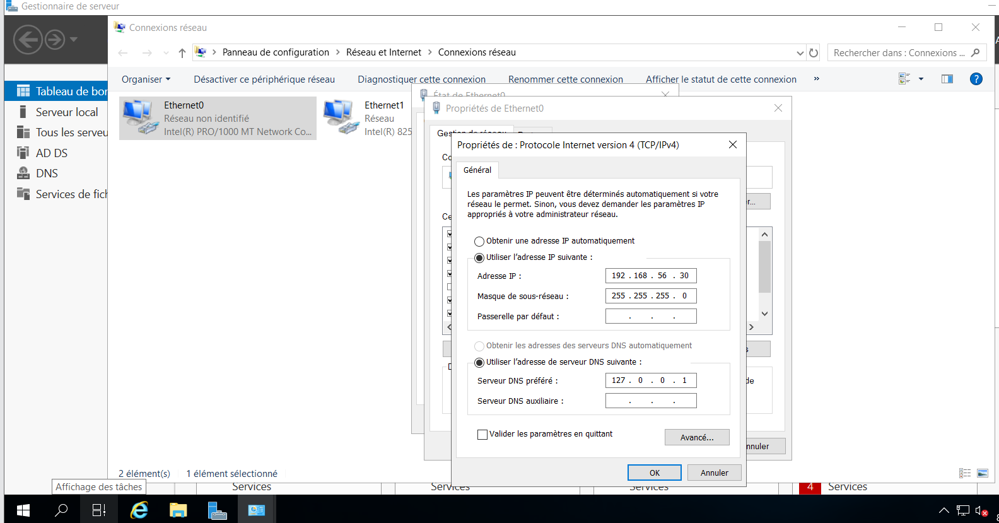 Gestionnaire de serveur
Connexions réseau
Panneau de configuration > Réseau et Internet > Connexions réseau
Rechercher dans : Connexions ...
Organiser
Désactiver ce périphérique réseau
Diagnostiquer cette connexion
Renommer cette connexion
Afficher le statut de cette connexion
»
Tableau de bor
Serveur local
Tous les serveu
AD DS
DNS
Services de fich
Ethernet0
Réseau non identifié
Intel(R) PRO/1000 MT Network Co...
Ethernet1
Réseau
Intel(R) 825
État de Ethernet0
Propriétés de Ethernet0
Gestion de réseau
Co
r...
Ce
de
nnuler
Propriétés de : Protocole Internet version 4 (TCP/IPv4)
Général
Les paramètres IP peuvent être déterminés automatiquement si votre
réseau le permet. Sinon, vous devez demander les paramètres IP
appropriés à votre administrateur réseau.
Obtenir une adresse IP automatiquement
Utiliser l'adresse IP suivante :
Adresse IP : 192 . 168 . 56 . 30
Masque de sous-réseau : 255 . 255 . 255 . 0
Passerelle par défaut : . . .
Obtenir les adresses des serveurs DNS automatiquement
Utiliser l'adresse de serveur DNS suivante :
Serveur DNS préféré : 127 . 0 . 0 . 1
Serveur DNS auxiliaire : . . .
Valider les paramètres en quittant
Avancé...
OK
Annuler
2 élément(s)
1 élément sélectionné
Affichage des tâches
Services
Services
Services
4
Services